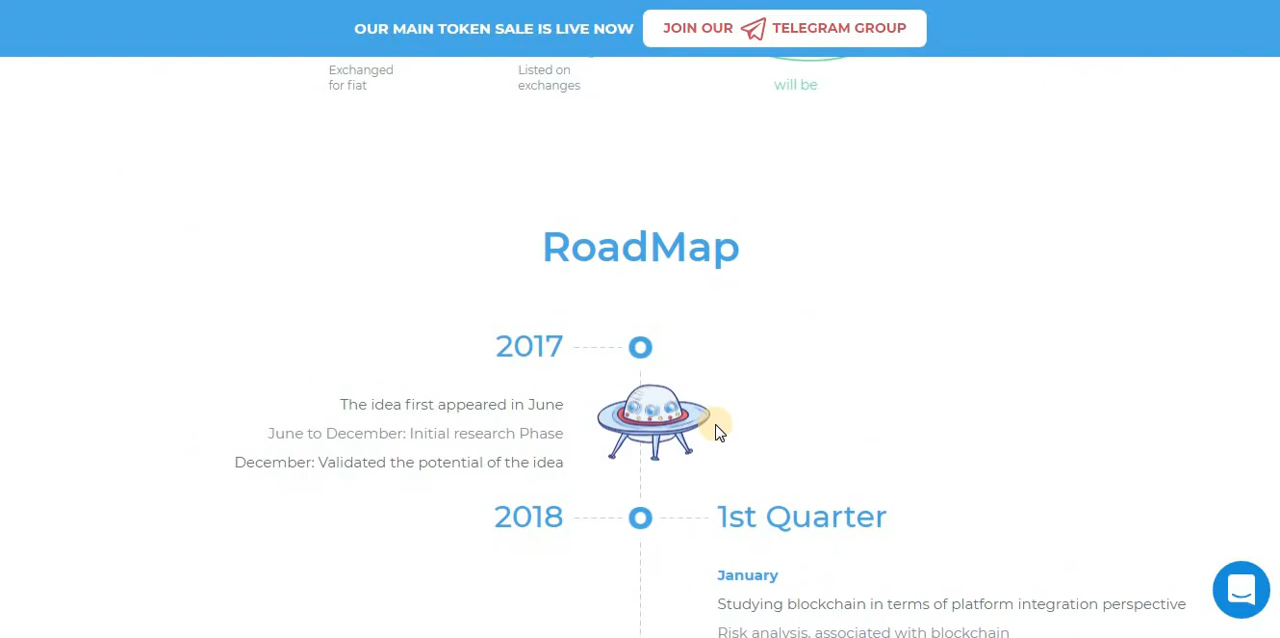 OUR MAIN TOKEN SALE IS LIVE NOW JOIN OUR TELEGRAM GROUP
Exchanged
for fiat
Listed on
exchanges
will be
RoadMap
2017
The idea first appeared in June
June to December: Initial research Phase
December: Validated the potential of the idea
2018
1st Quarter
January
Studying blockchain in terms of platform integration perspective
Risk analysis, associated with blockchain